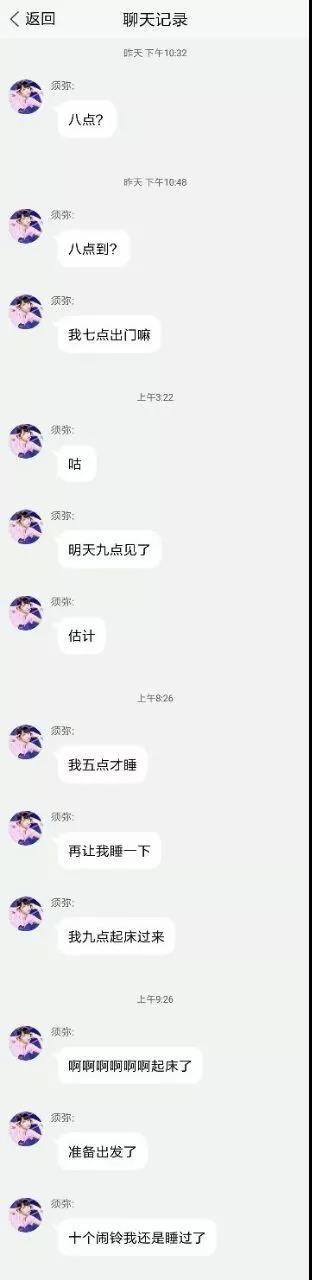 返回
聊天记录
昨天 下午10:32
须弥:
八点?
昨天 下午10:48
须弥:
八点到?
须弥:
我七点出门嘛
上午3:22
须弥:
咕
须弥:
明天九点见了
须弥:
估计
上午8:26
须弥:
我五点才睡
须弥:
再让我睡一下
须弥:
我九点起床过来
上午9:26
须弥:
啊啊啊啊啊啊起床了
须弥:
准备出发了
须弥:
十个闹铃我还是睡过了